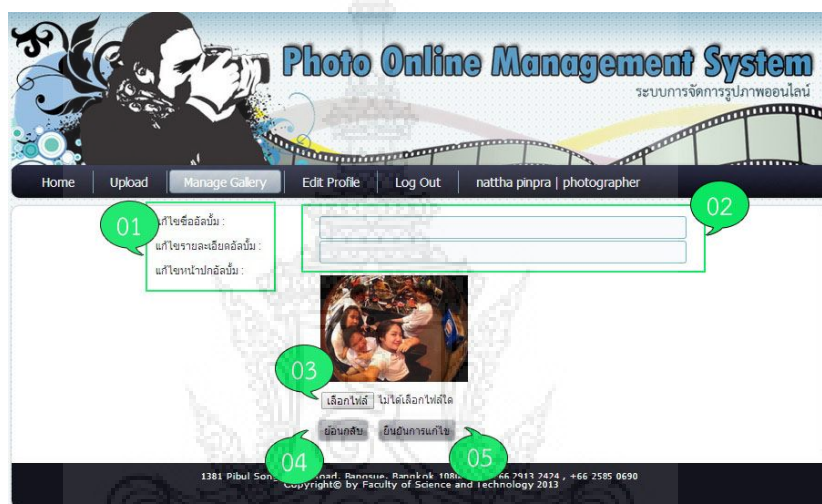 Photo Online Management System
ระบบการจัดการรูปภาพออนไลน์
Home Upload Manage Gallery Edit Profile Log Out nattha pinpra | photographer
01
02
แก้ไขชื่ออัลบั้ม :
แก้ไขรายละเอียดอัลบั้ม :
แก้ไขหน้าปกอัลบั้ม :
03
เลือกไฟล์ ไม่ได้เลือกไฟล์ใด
ย้อนกลับ ยืนยันการแก้ไข
04
05
1381 Pibul Road, Bangsue, Bangkok 2913 2424 , +66 2585 0690
Copyright© by Faculty of Science and Technology 2013